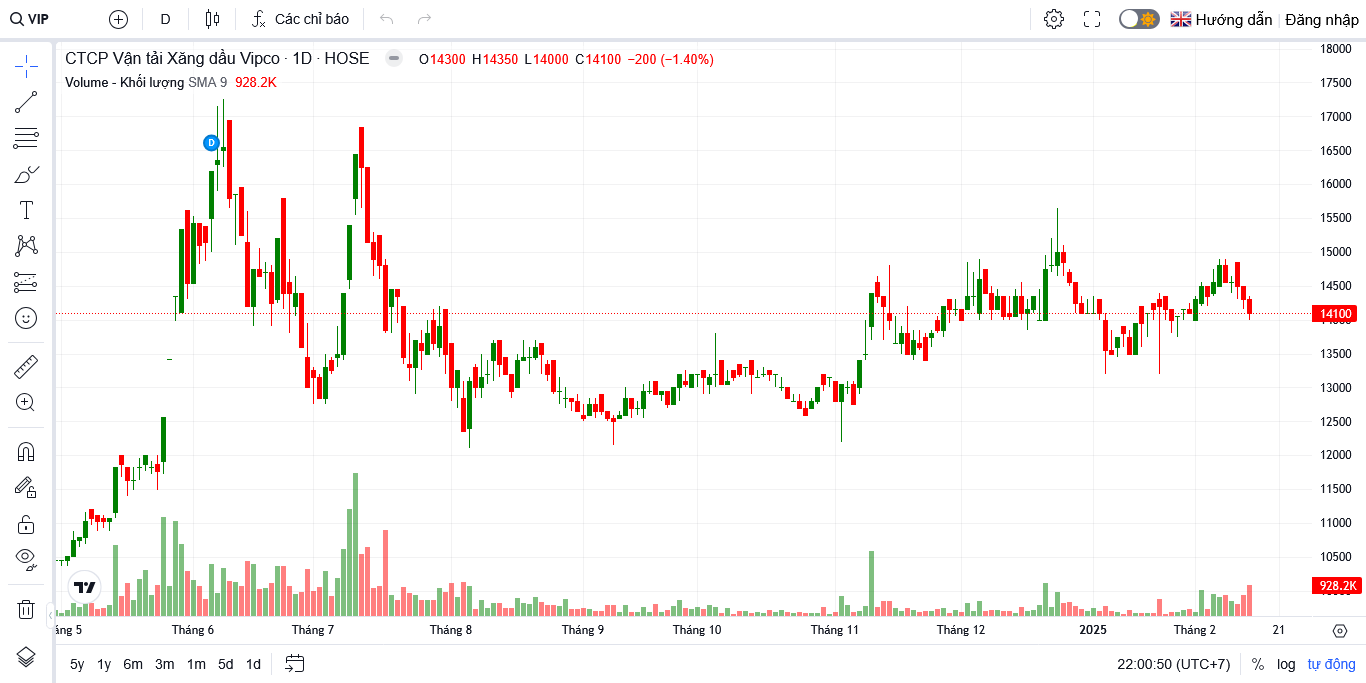 VIP D Các chỉ báo Hướng dẫn Đăng nhập
CTCP Vận tải Xăng dầu Vipco · 1D · HOSE O14300 H14350 L14000 C14100 −200 (−1.40%)
Volume - Khối lượng SMA 9 928.2K
D
18000
17500
17000
16500
16000
15500
15000
14500
14100
14000
13500
13000
12500
12000
11500
11000
10500
928.2K
áng 5 Tháng 6 Tháng 7 Tháng 8 Tháng 9 Tháng 10 Tháng 11 Tháng 12 2025 Tháng 2 21
5y 1y 6m 3m 1m 5d 1d 22:00:50 (UTC+7) % log tự động